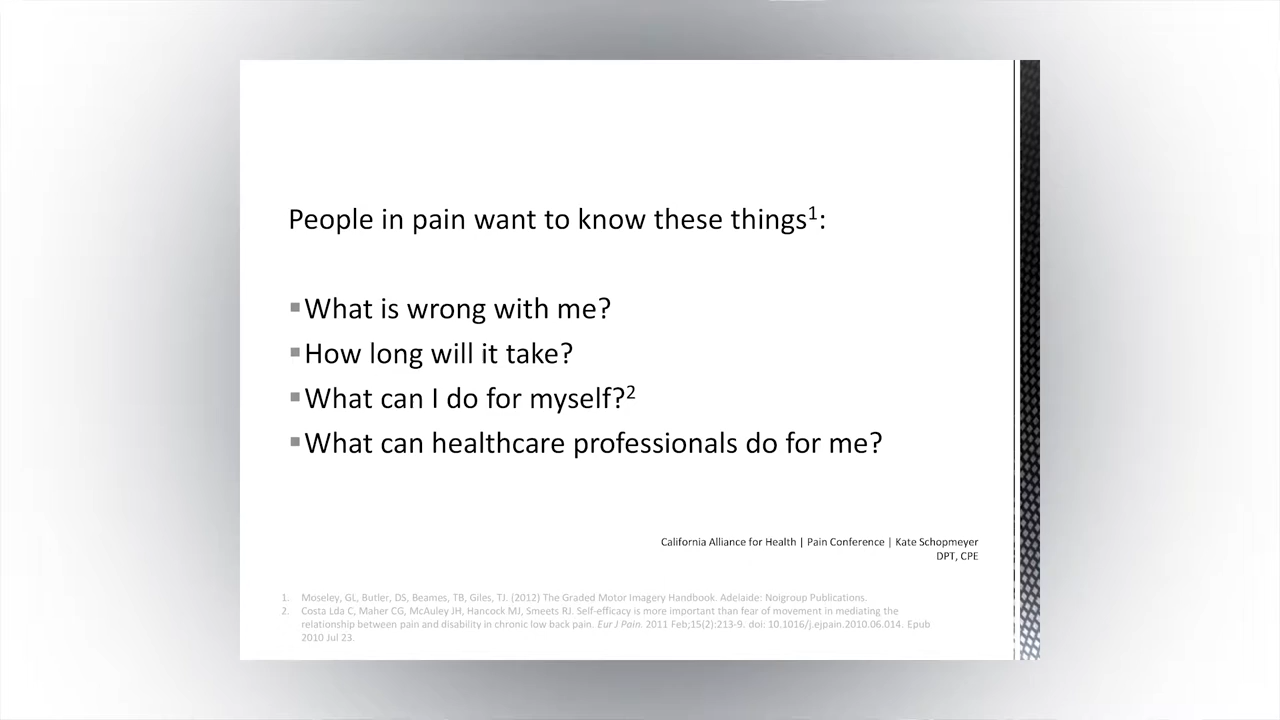 People in pain want to know these things¹:
▪What is wrong with me?
▪How long will it take?
▪What can I do for myself?²
▪What can healthcare professionals do for me?
California Alliance for Health | Pain Conference | Kate Schopmeyer
DPT, CPE
1. Moseley, GL, Butler, DS, Beames, TB, Giles, TJ. (2012) The Graded Motor Imagery Handbook. Adelaide: Noigroup Publications.
2. Costa Lda C, Maher CG, McAuley JH, Hancock MJ, Smeets RJ. Self-efficacy is more important than fear of movement in mediating the
relationship between pain and disability in chronic low back pain. Eur J Pain. 2011 Feb;15(2):213-9. doi: 10.1016/j.ejpain.2010.06.014. Epub
2010 Jul 23.